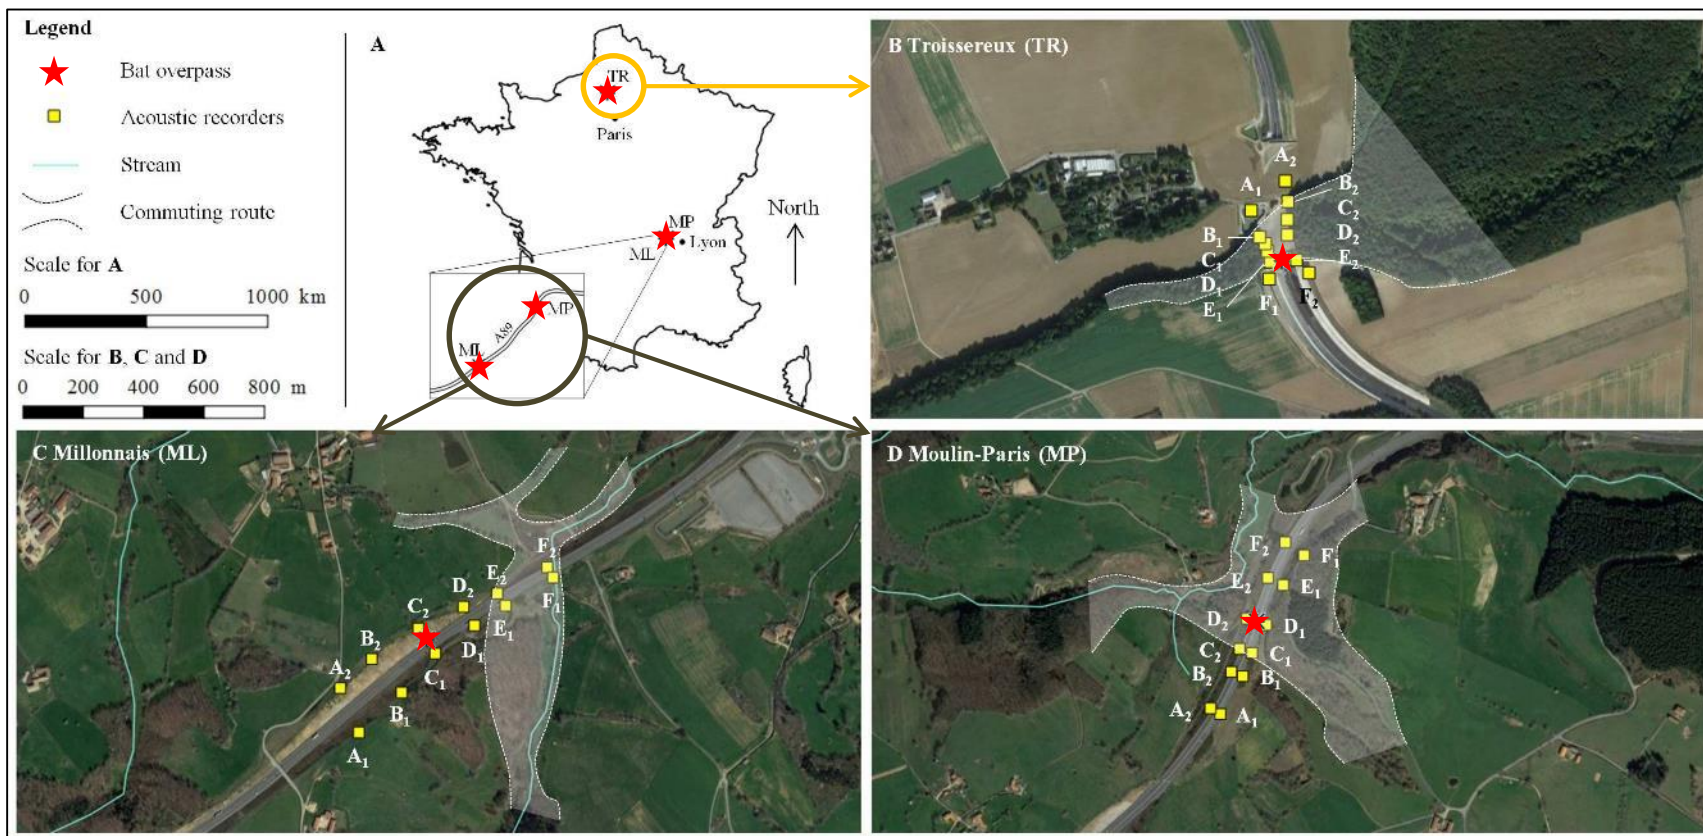 Legend
Bat overpass
Acoustic recorders
Stream
Commuting route
Scale for A
0 500 1000 km
Scale for B, C and D
0 200 400 600 800 m
A
TR
Paris
MP
Lyon
ML
North
MP
A89
ML
B Troissereux (TR)
A2
A1
B2
C2
B1
D2
C1
E2
D1
E1
F1
F2
C Millonnais (ML)
F2
E2
D2
F1
C2
E1
B2
D1
A2
C1
B1
A1
D Moulin-Paris (MP)
F2
F1
E2
E1
D2
D1
C2
C1
B2
B1
A2
A1